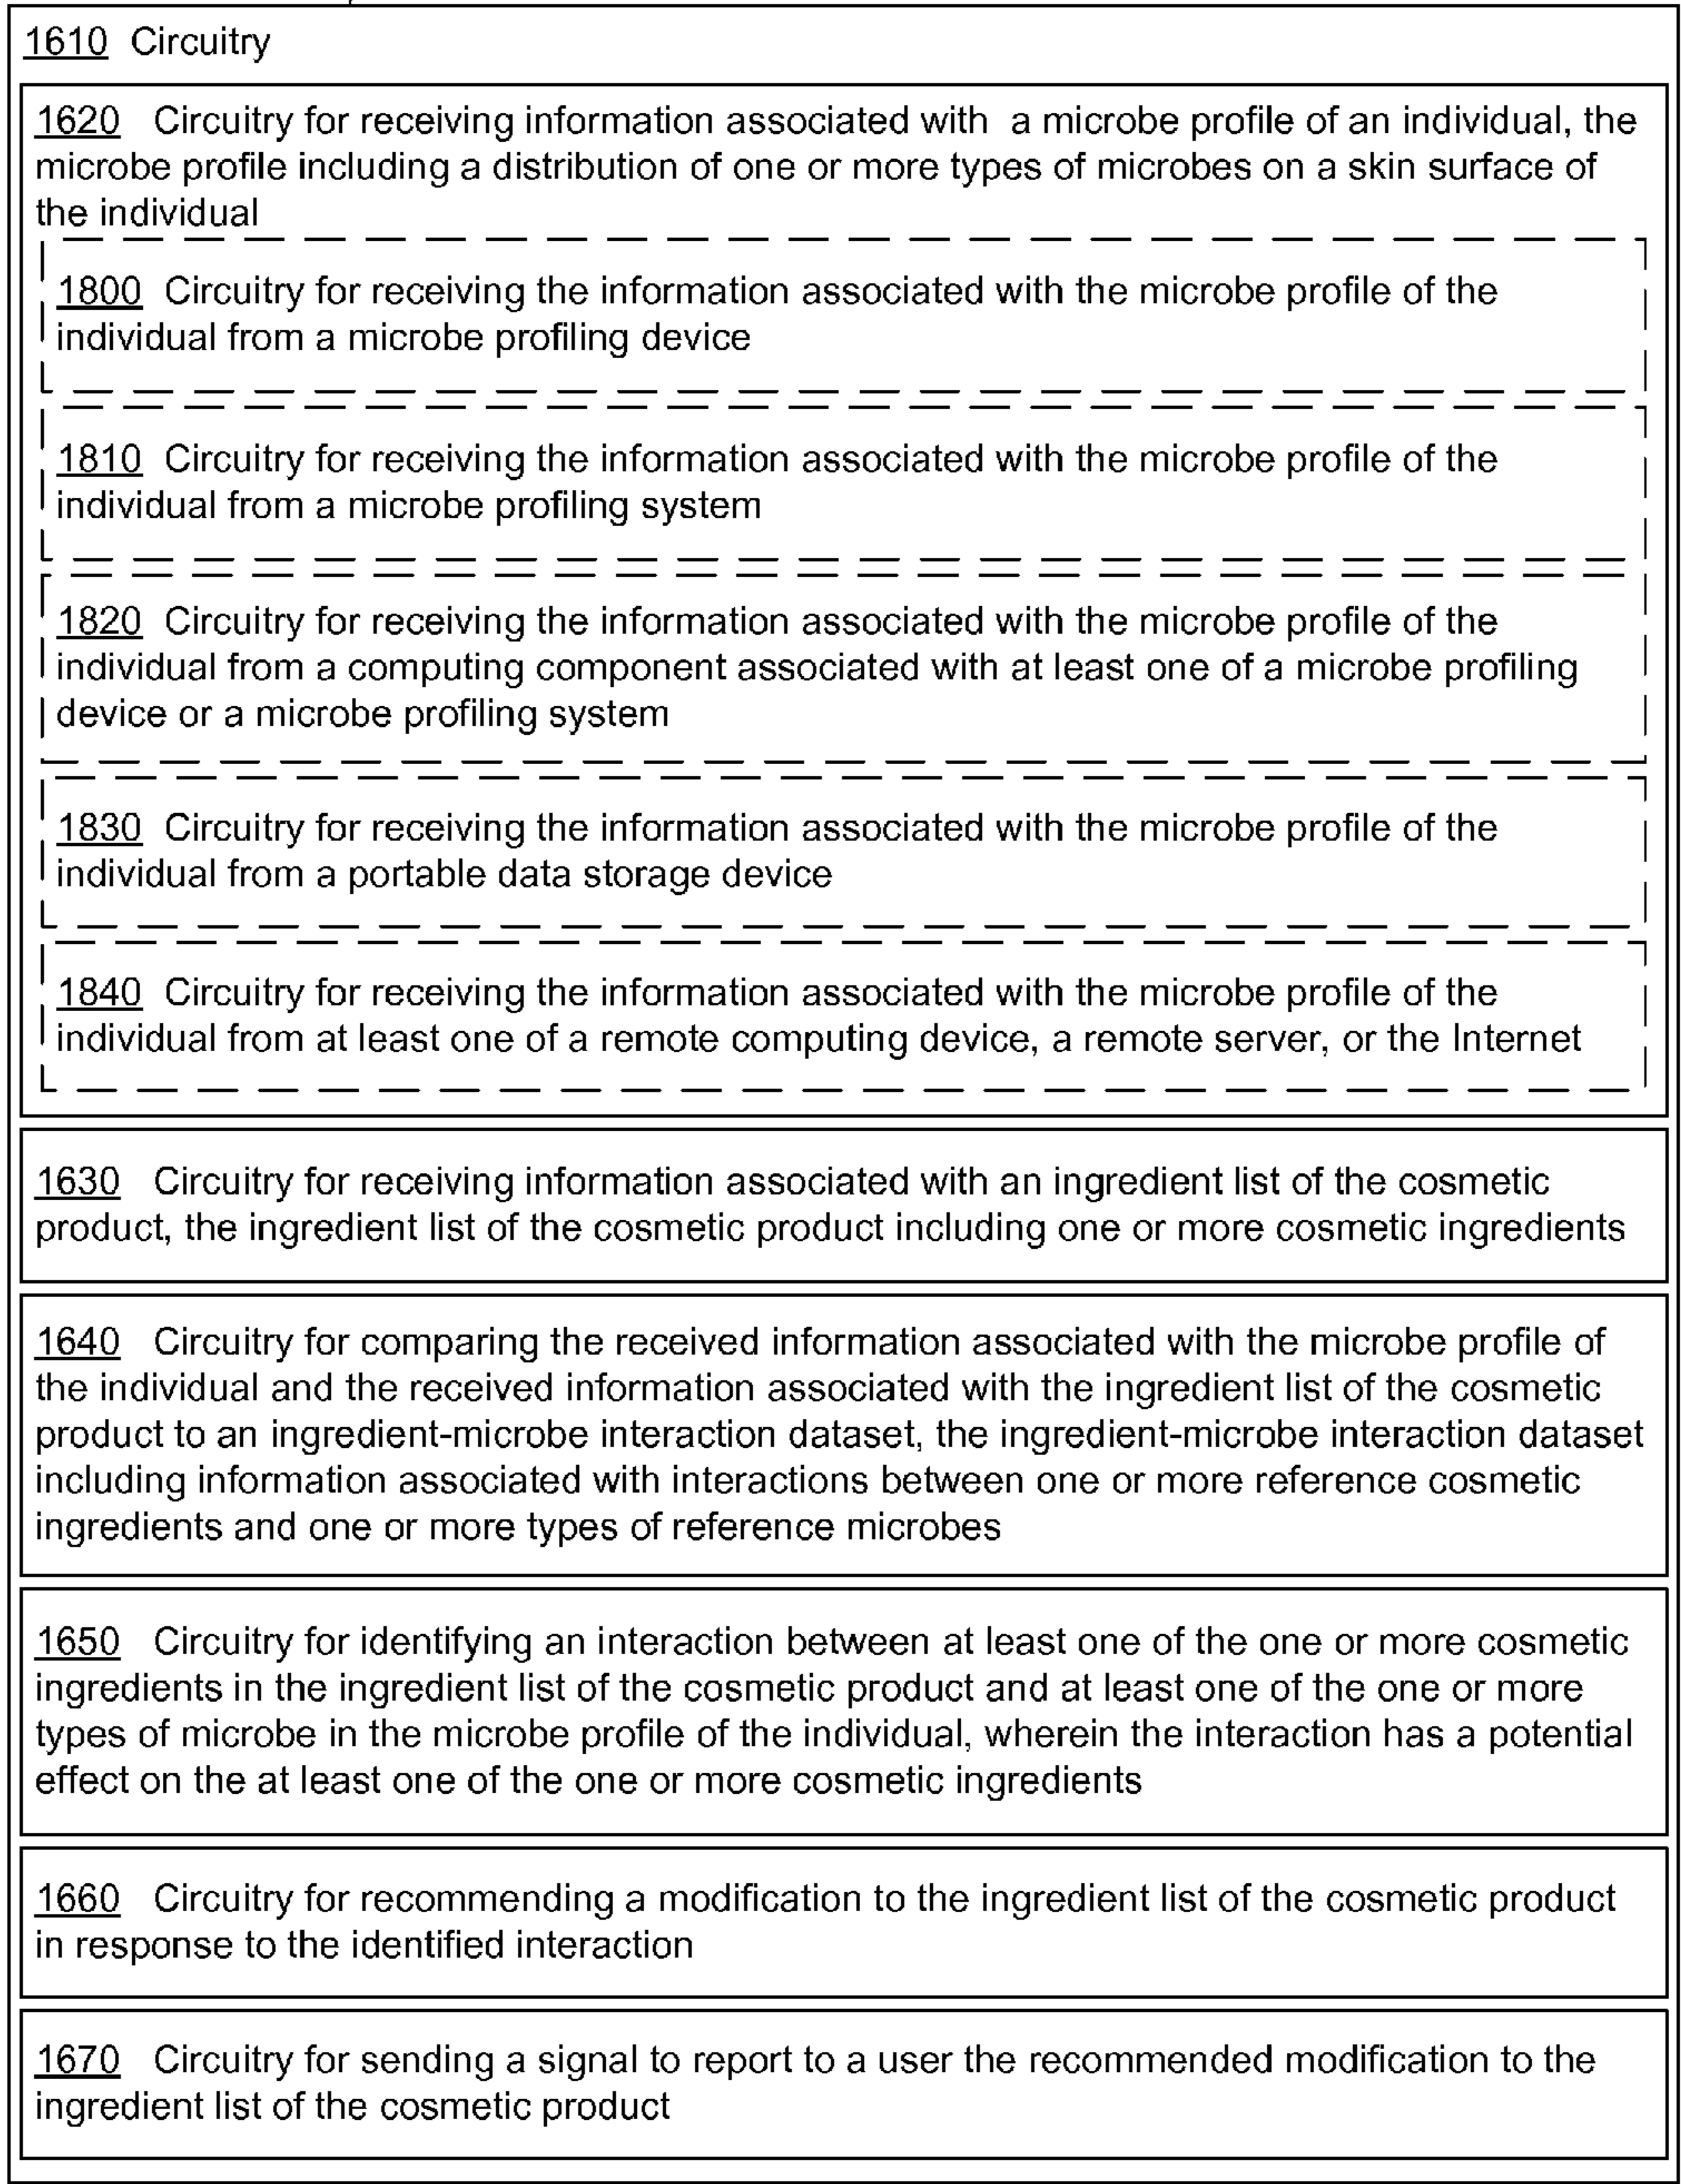 1610 Circuitry
1620 Circuitry for receiving information associated with a microbe profile of an individual, the
microbe profile including a distribution of one or more types of microbes on a skin surface of
the individual
1800 Circuitry for receiving the information associated with the microbe profile of the
individual from a microbe profiling device
1810 Circuitry for receiving the information associated with the microbe profile of the
individual from a microbe profiling system
1820 Circuitry for receiving the information associated with the microbe profile of the
individual from a computing component associated with at least one of a microbe profiling
device or a microbe profiling system
1830 Circuitry for receiving the information associated with the microbe profile of the
individual from a portable data storage device
1840 Circuitry for receiving the information associated with the microbe profile of the
individual from at least one of a remote computing device, a remote server, or the Internet
1630 Circuitry for receiving information associated with an ingredient list of the cosmetic
product, the ingredient list of the cosmetic product including one or more cosmetic ingredients
1640 Circuitry for comparing the received information associated with the microbe profile of
the individual and the received information associated with the ingredient list of the cosmetic
product to an ingredient-microbe interaction dataset, the ingredient-microbe interaction dataset
including information associated with interactions between one or more reference cosmetic
ingredients and one or more types of reference microbes
1650 Circuitry for identifying an interaction between at least one of the one or more cosmetic
ingredients in the ingredient list of the cosmetic product and at least one of the one or more
types of microbe in the microbe profile of the individual, wherein the interaction has a potential
effect on the at least one of the one or more cosmetic ingredients
1660 Circuitry for recommending a modification to the ingredient list of the cosmetic product
in response to the identified interaction
1670 Circuitry for sending a signal to report to a user the recommended modification to the
ingredient list of the cosmetic product